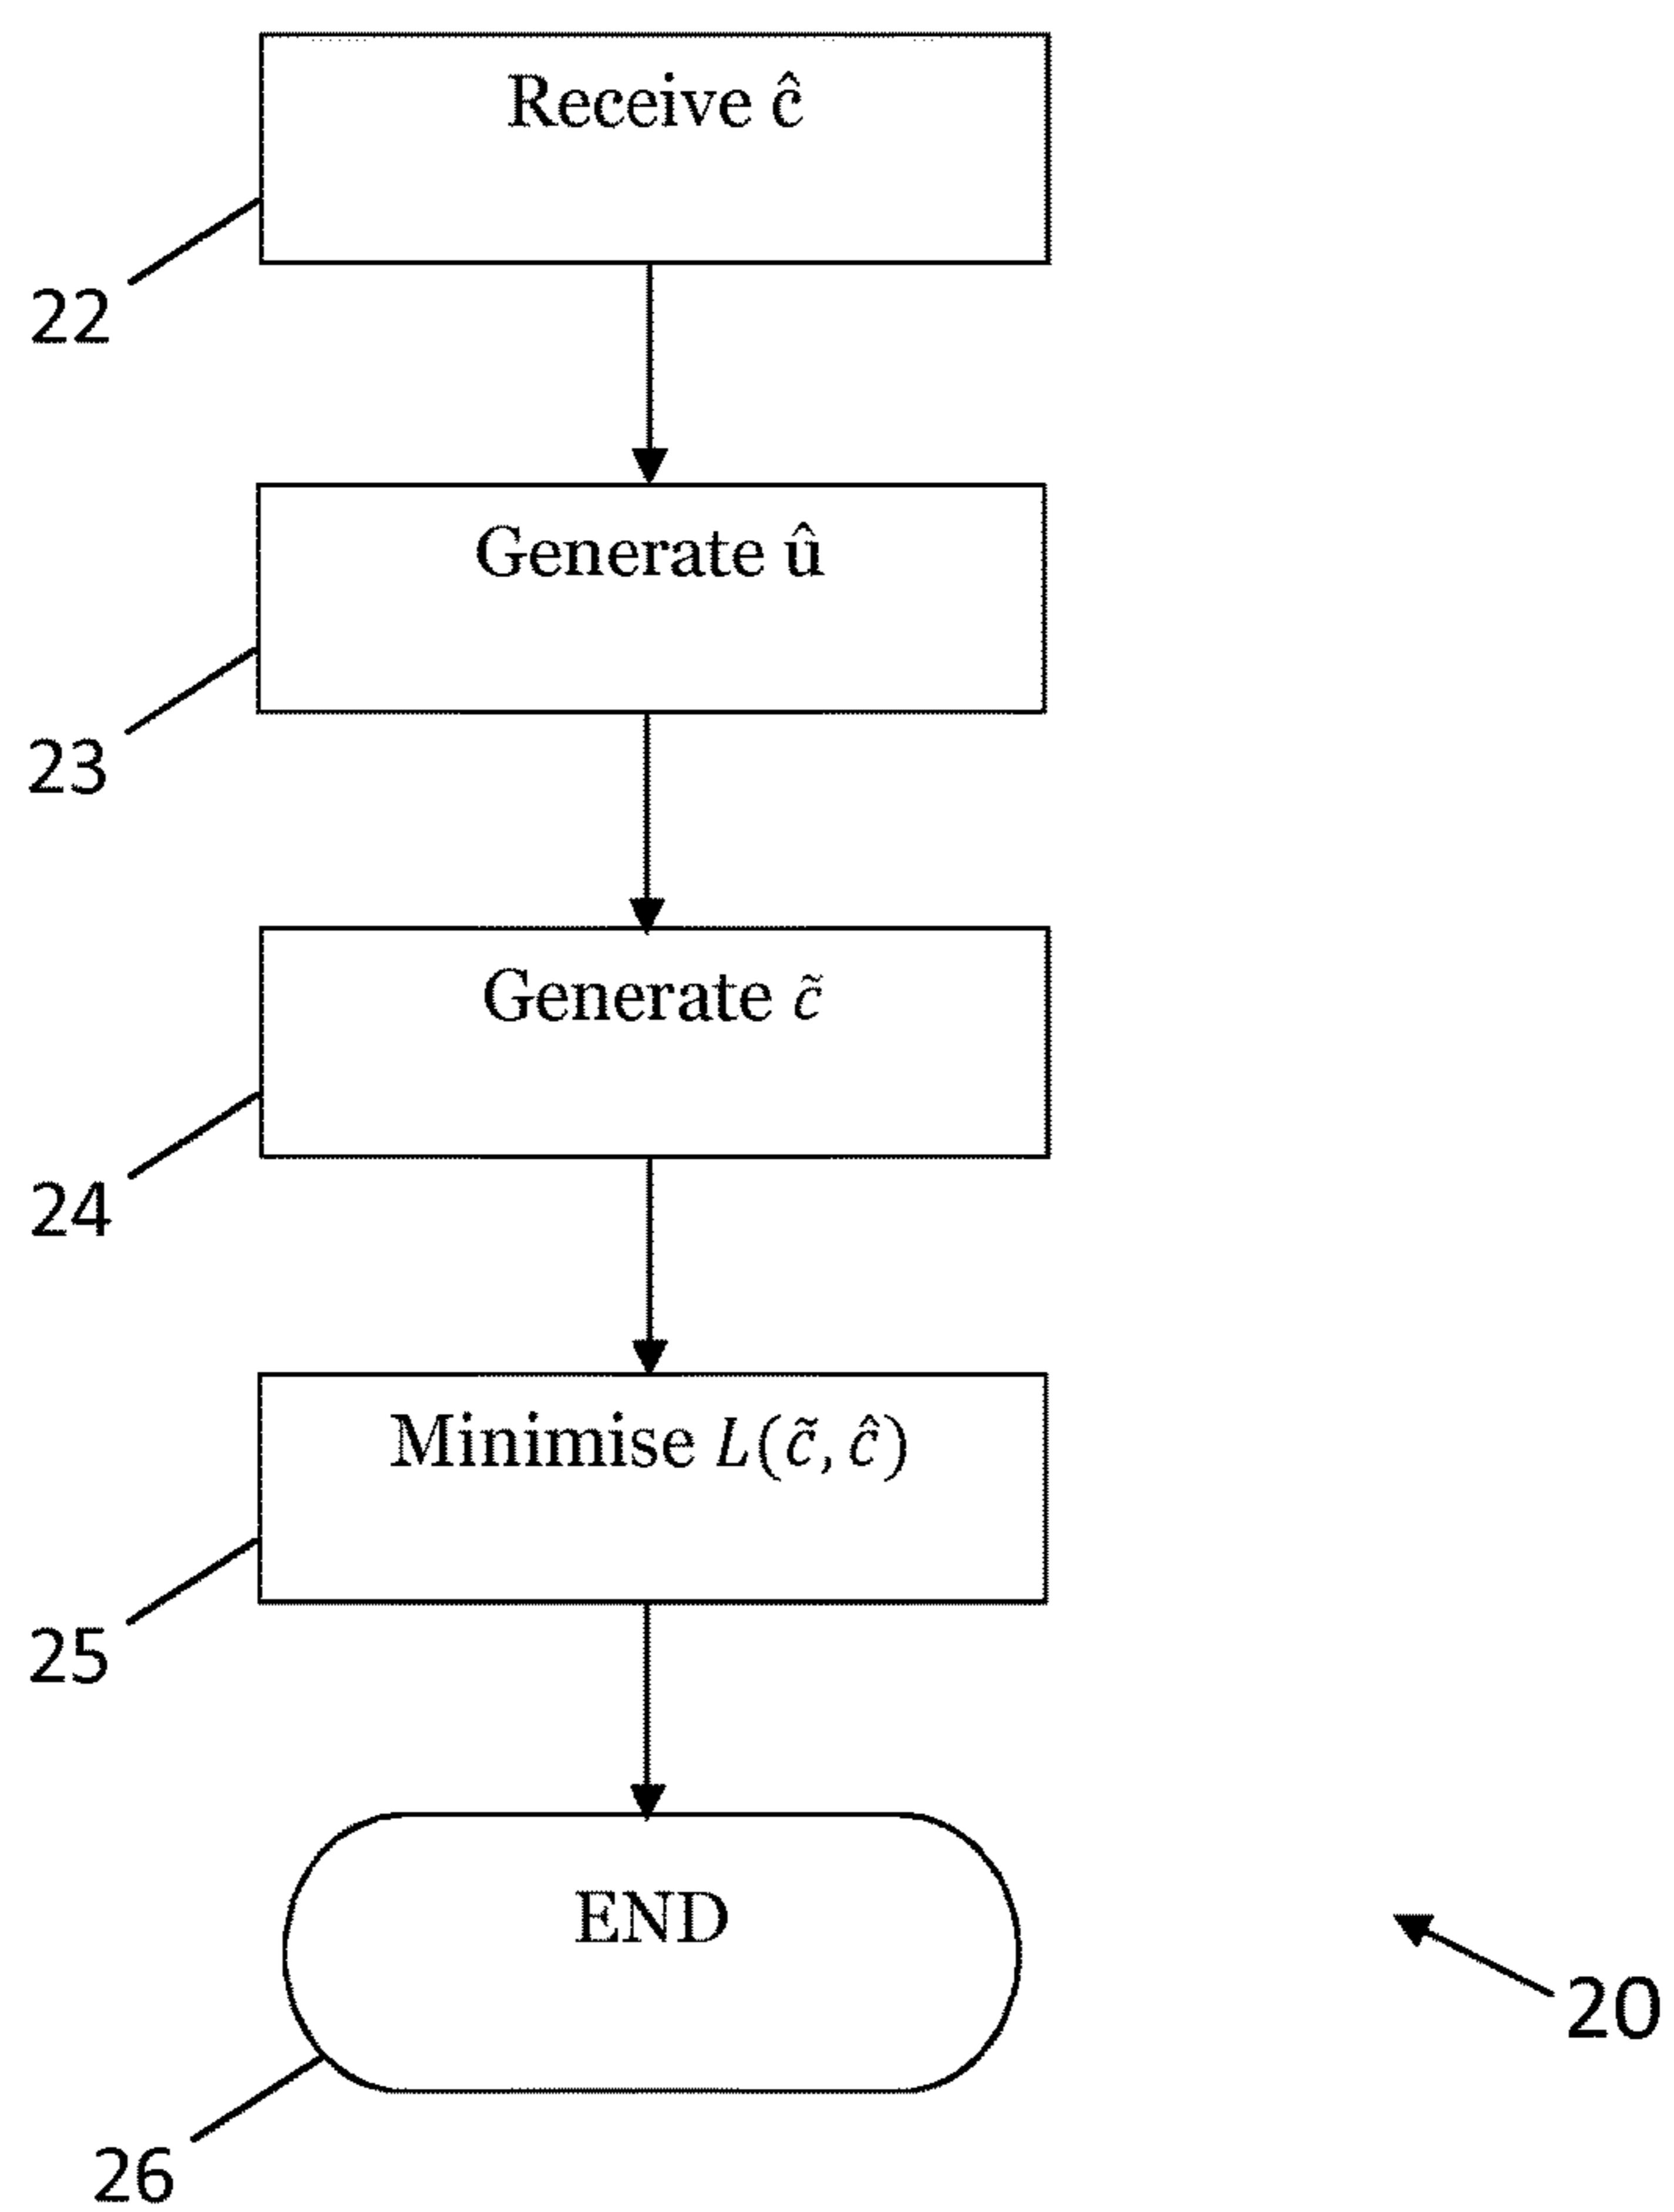 Receive ĉ
22
Generate û
23
Generate c̃
24
Minimise L(c̃, ĉ)
25
END
20
26